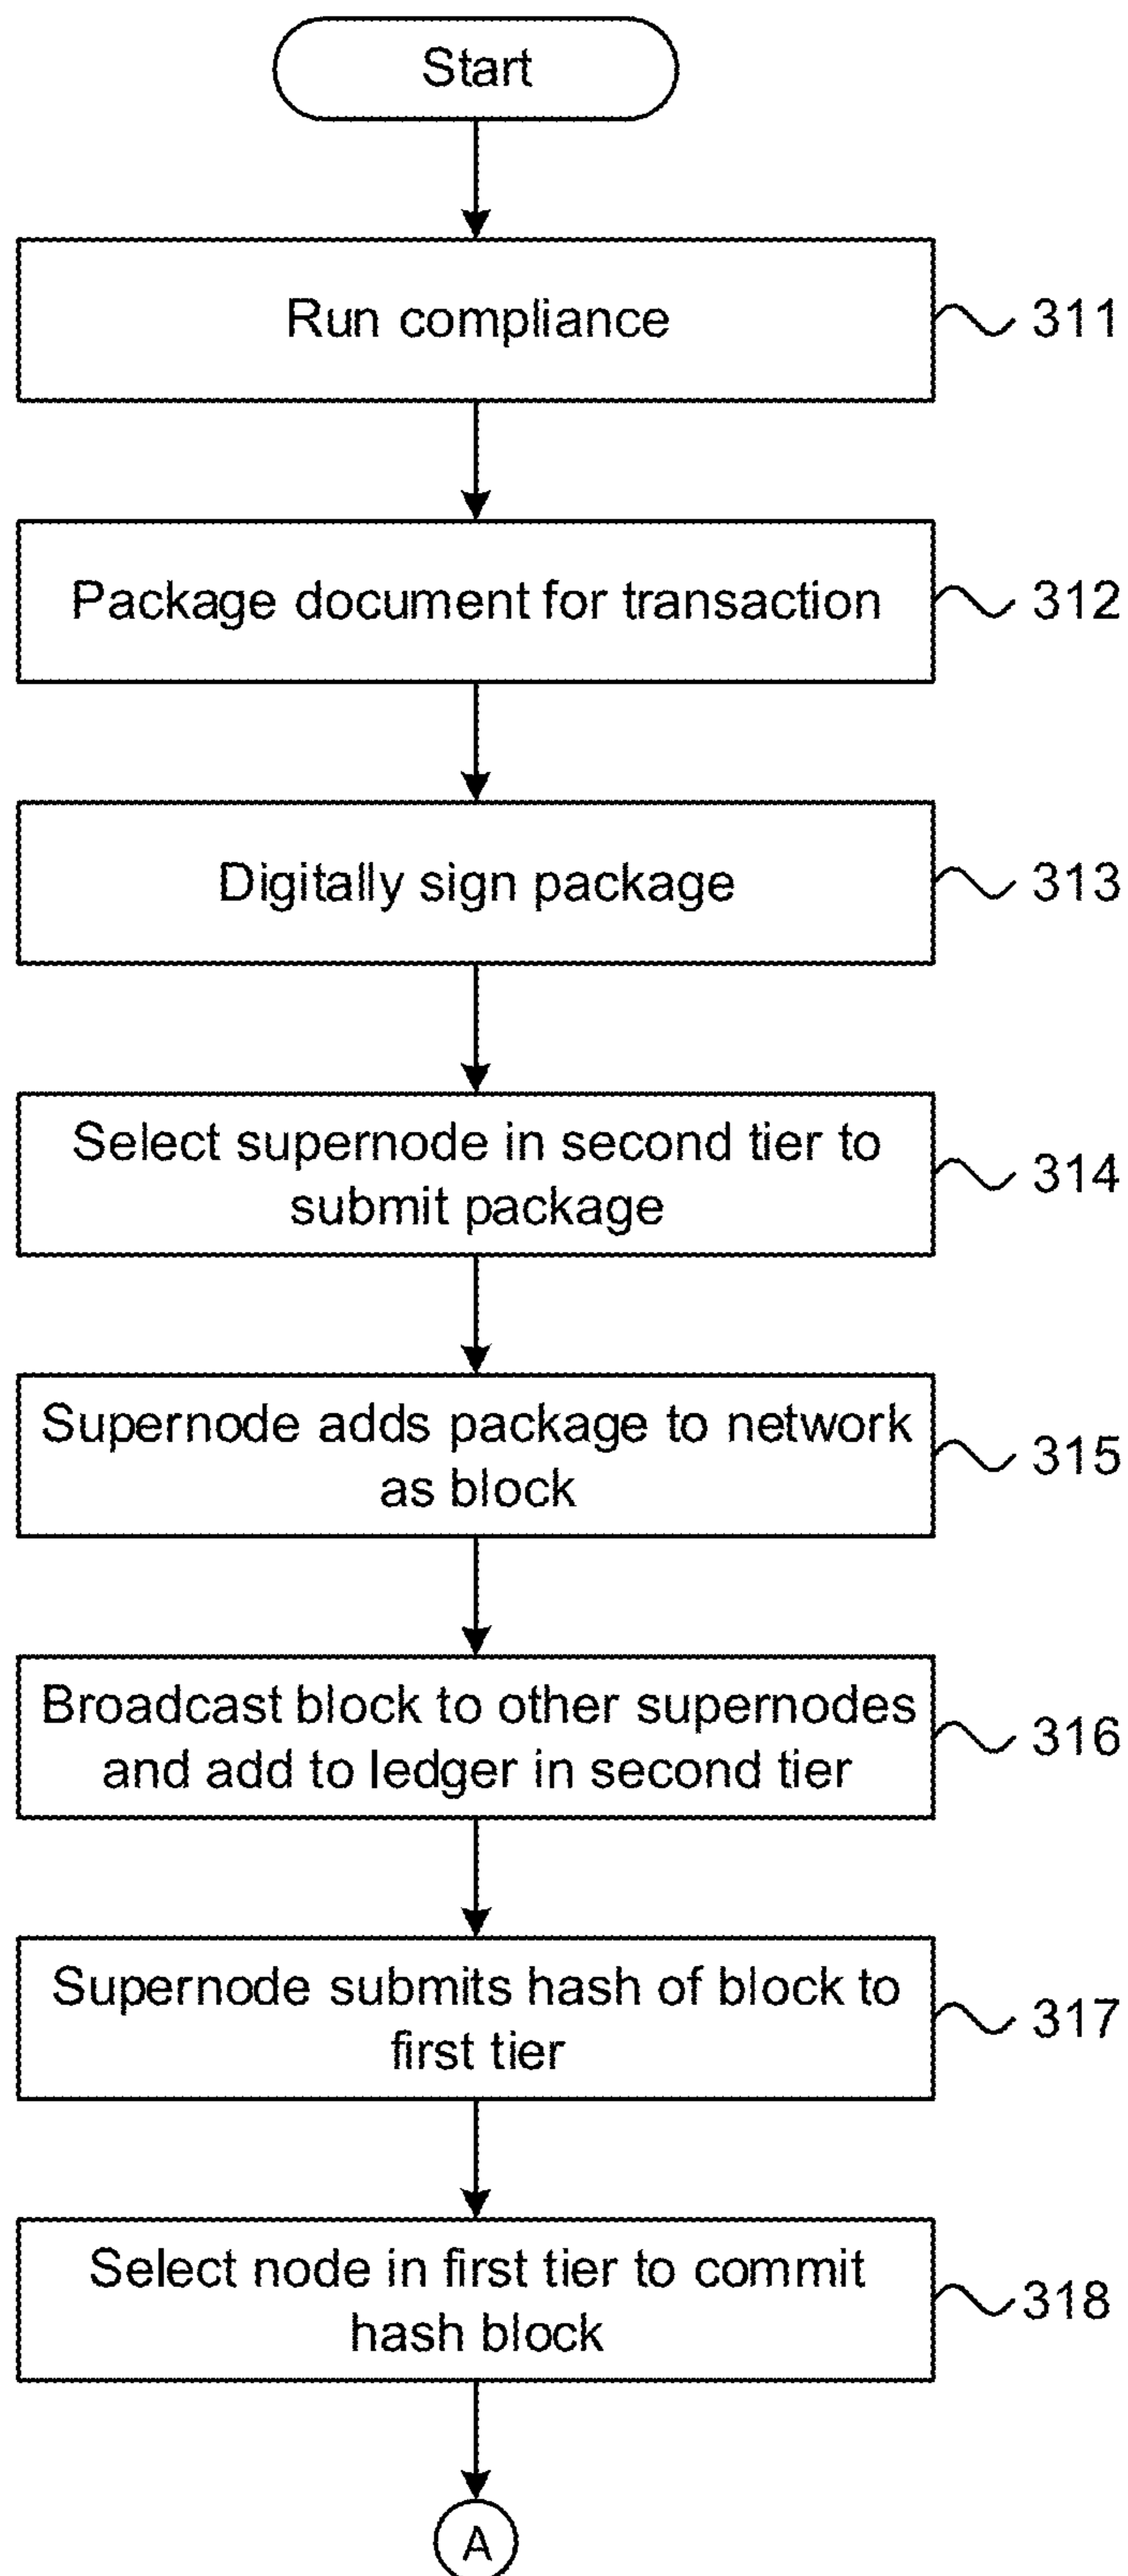 Start
Run compliance
311
Package document for transaction
312
Digitally sign package
313
Select supernode in second tier to
submit package
314
Supernode adds package to network
as block
315
Broadcast block to other supernodes
and add to ledger in second tier
316
Supernode submits hash of block to
first tier
317
Select node in first tier to commit
hash block
318
A